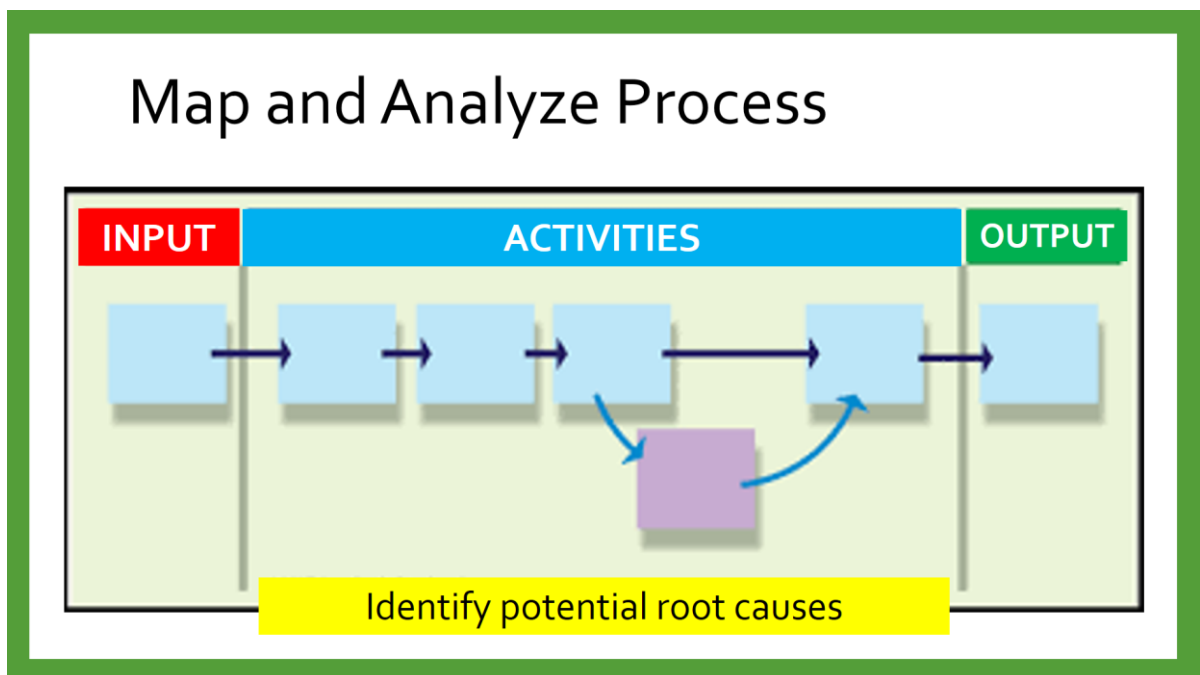 Map and Analyze Process
INPUT
ACTIVITIES
OUTPUT
Identify potential root causes